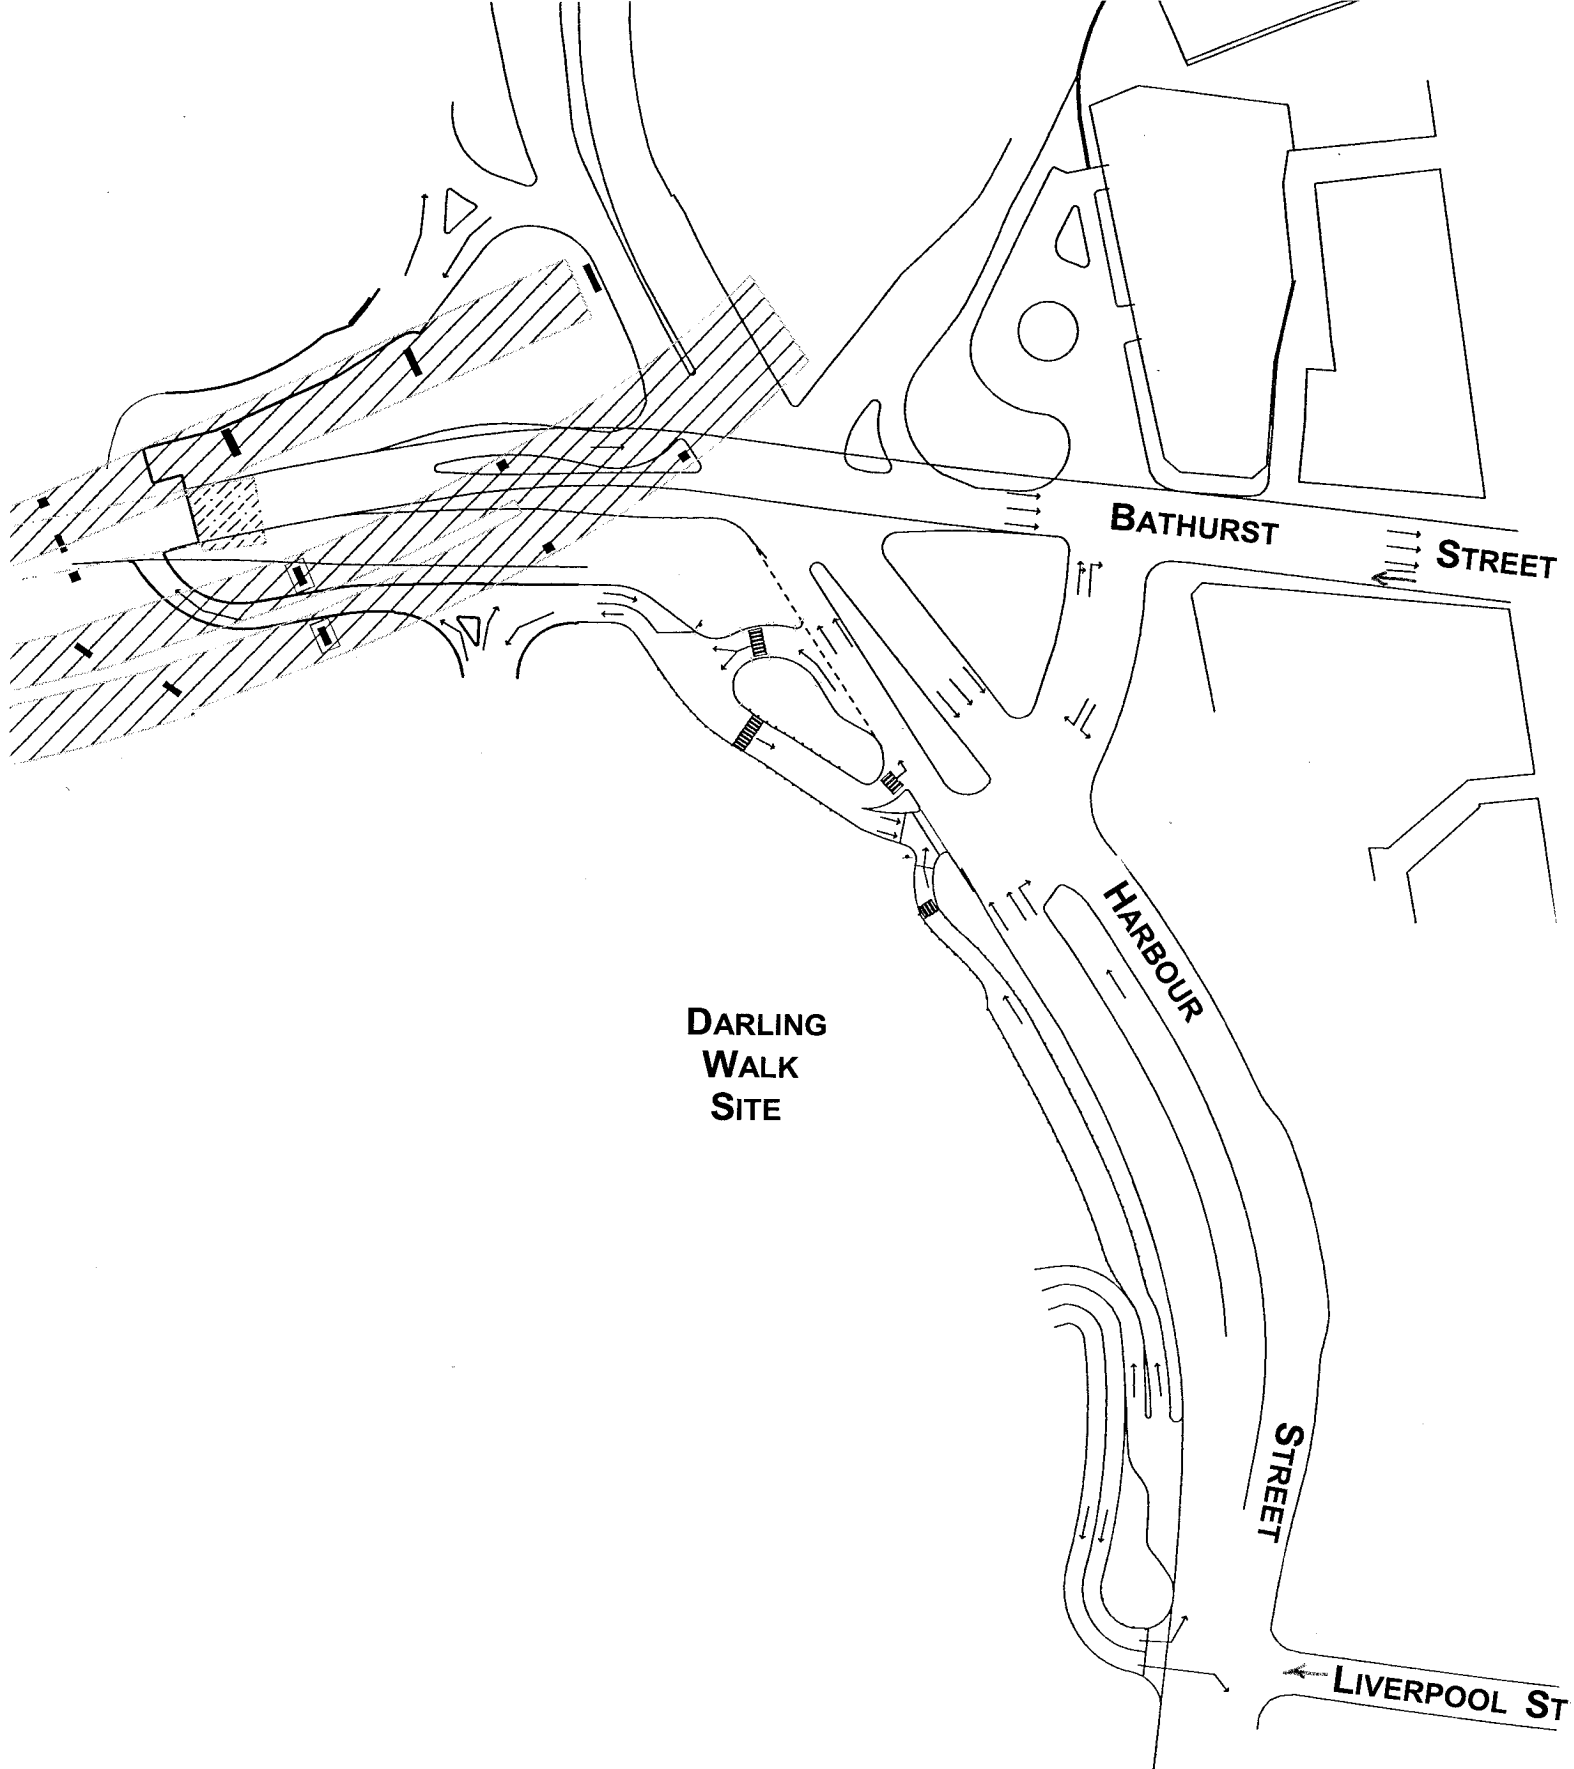 BATHURST STREET
HARBOUR
DARLING
WALK
SITE
STREET
LIVERPOOL ST